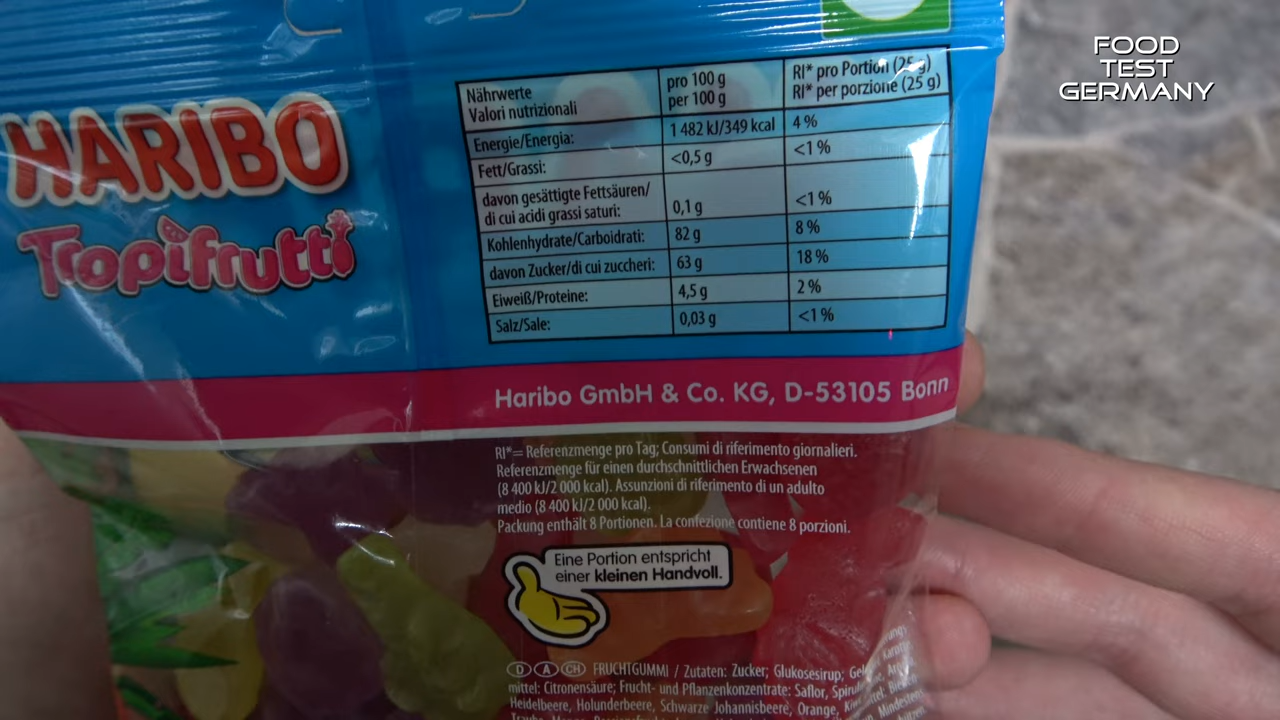 FOOD
TEST
GERMANY
HARIBO
Tropifrutti
Nährwerte
Valori nutrizionali
pro 100 g
per 100 g
RI* pro Portion (25 g)
RI* per porzione (25 g)
Energie/Energia: 1 482 kJ/349 kcal 4 %
Fett/Grassi: <0,5 g <1 %
davon gesättigte Fettsäuren/
di cui acidi grassi saturi: 0,1 g <1 %
Kohlenhydrate/Carboidrati: 82 g 8 %
davon Zucker/di cui zuccheri: 63 g 18 %
Eiweiß/Proteine: 4,5 g 2 %
Salz/Sale: 0,03 g <1 %
Haribo GmbH & Co. KG, D-53105 Bonn
RI*= Referenzmenge pro Tag; Consumi di riferimento giornalieri.
Referenzmenge für einen durchschnittlichen Erwachsenen
(8 400 kJ/2 000 kcal). Assunzioni di riferimento di un adulto
medio (8 400 kJ/2 000 kcal).
Packung enthält 8 Portionen. La confezione contiene 8 porzioni.
Eine Portion entspricht
einer kleinen Handvoll.
D A CH FRUCHTGUMMI / Zutaten: Zucker; Glukosesirup;
mittel: Citronensäure; Frucht- und Pflanzenkonzentrate: Saflor,
Heidelbeere, Holunderbeere, Schwarze Johannisbeere, Orange,